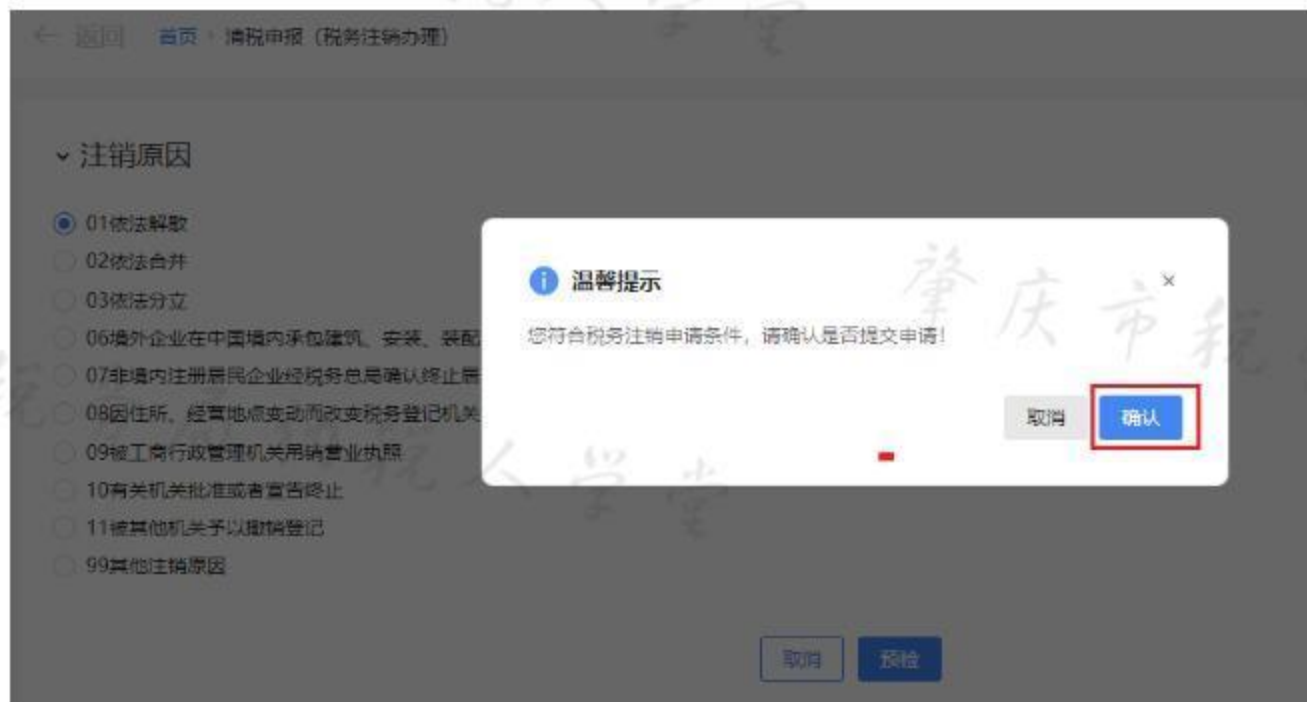 ← 返回 首页 › 清税申报（税务注销办理）
注销原因
01依法解散
02依法合并
03依法分立
06境外企业在中国境内承包建筑、安装、装配
07非境内注册居民企业经税务总局确认终止居
08因住所、经营地点变动而改变税务登记机关
09被工商行政管理机关吊销营业执照
10有关机关批准或者宣告终止
11被其他机关予以撤销登记
99其他注销原因
温馨提示
×
您符合税务注销申请条件，请确认是否提交申请！
取消 确认
取消 预检
肇庆市税
税人学堂